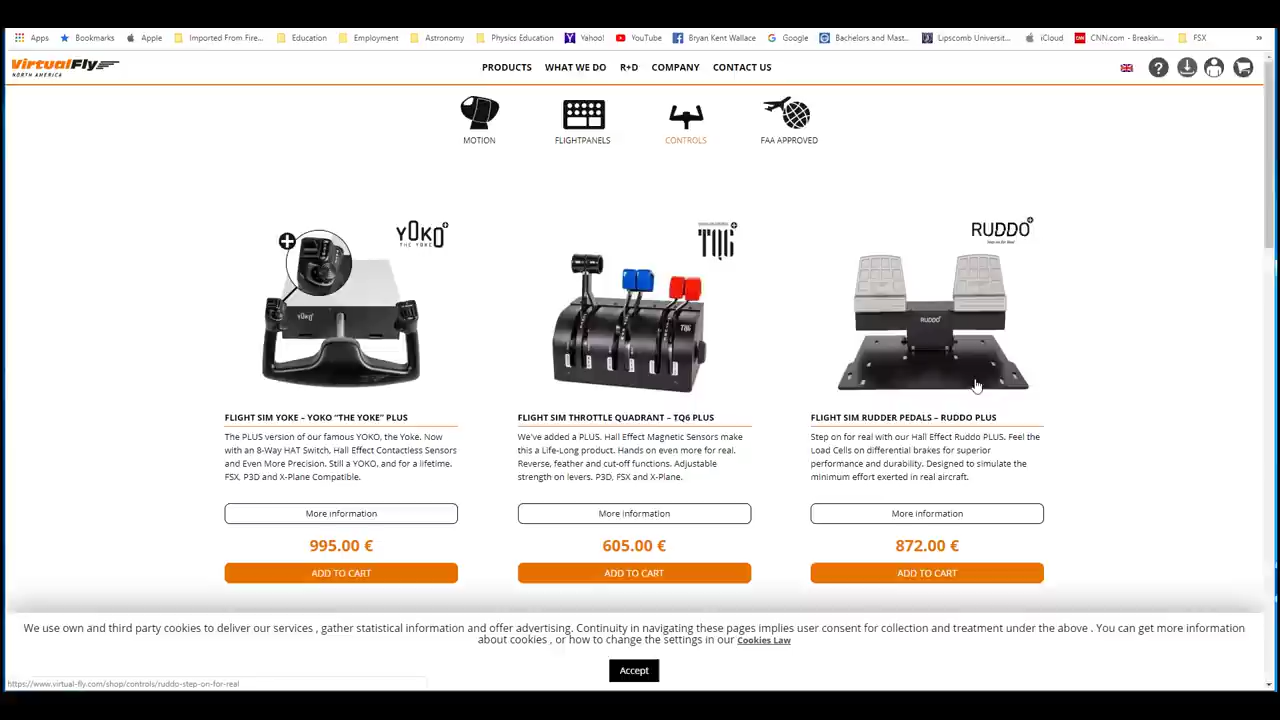 Apps Bookmarks Apple Imported From Fire... Education Employment Astronomy Physics Education Yahoo! YouTube Bryan Kent Wallace Google Bachelors and Mast... Lipscomb Universit... iCloud CNN.com - Breakin... FSX »
VirtualFly
NORTH AMERICA
PRODUCTS WHAT WE DO R+D COMPANY CONTACT US
MOTION FLIGHTPANELS CONTROLS FAA APPROVED
YOKO+
THE YOKE
TQ6+
RUDDO+
YOKO+
TQ6
RUDDO+
FLIGHT SIM YOKE – YOKO “THE YOKE” PLUS
The PLUS version of our famous YOKO, the Yoke. Now
with an 8-Way HAT Switch, Hall Effect Contactless Sensors
and Even More Precision. Still a YOKO, and for a lifetime.
FSX, P3D and X-Plane Compatible.
More information
995.00 €
ADD TO CART
FLIGHT SIM THROTTLE QUADRANT – TQ6 PLUS
We've added a PLUS. Hall Effect Magnetic Sensors make
this a Life-Long product. Hands on even more for real.
Reverse, feather and cut-off functions. Adjustable
strength on levers. P3D, FSX and X-Plane.
More information
605.00 €
ADD TO CART
FLIGHT SIM RUDDER PEDALS – RUDDO PLUS
Step on for real with our Hall Effect Ruddo PLUS. Feel the
Load Cells on differential brakes for superior
performance and durability. Designed to simulate the
minimum effort exerted in real aircraft.
More information
872.00 €
ADD TO CART
We use own and third party cookies to deliver our services , gather statistical information and offer advertising. Continuity in navigating these pages implies user consent for collection and treatment under the above . You can get more information
about cookies , or how to change the settings in our Cookies Law
Accept
https://www.virtual-fly.com/shop/controls/ruddo-step-on-for-real